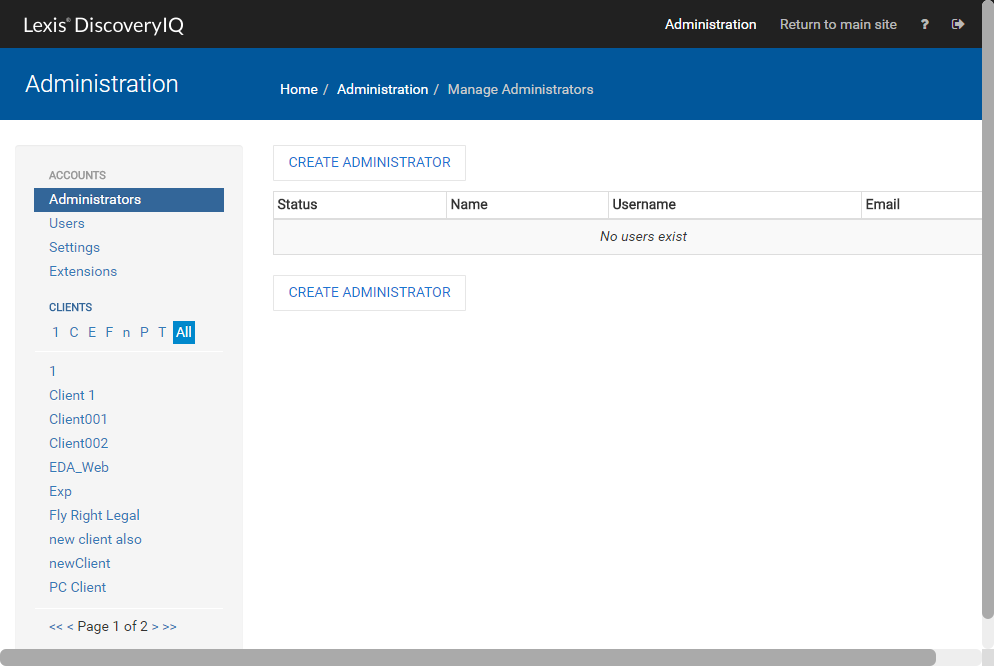 Lexis® DiscoveryIQ
Administration Return to main site ?
Administration
Home / Administration / Manage Administrators
ACCOUNTS
Administrators
Users
Settings
Extensions
CLIENTS
1 C E F n P T All
1
Client 1
Client001
Client002
EDA_Web
Exp
Fly Right Legal
new client also
newClient
PC Client
<< < Page 1 of 2 > >>
CREATE ADMINISTRATOR
Status Name Username Email
No users exist
CREATE ADMINISTRATOR